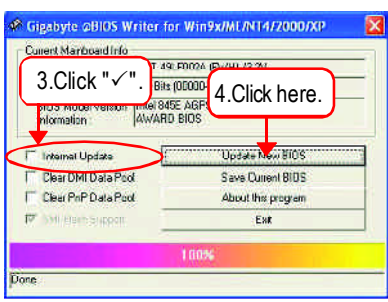 Gigabyte @BIOS Writer for Win9x/ME/NT4/2000/XP
Current Mainboard Info
3.Click "✓".
4.Click here.
Bits (00000-
BIOS Model Version
Information
Intel 845E AGPS
AWARD BIOS
Internet Update
Update New BIOS
Clear DMI Data Pool
Save Current BIOS
Clear PnP Data Pool
About this program
Exit
100%
Done